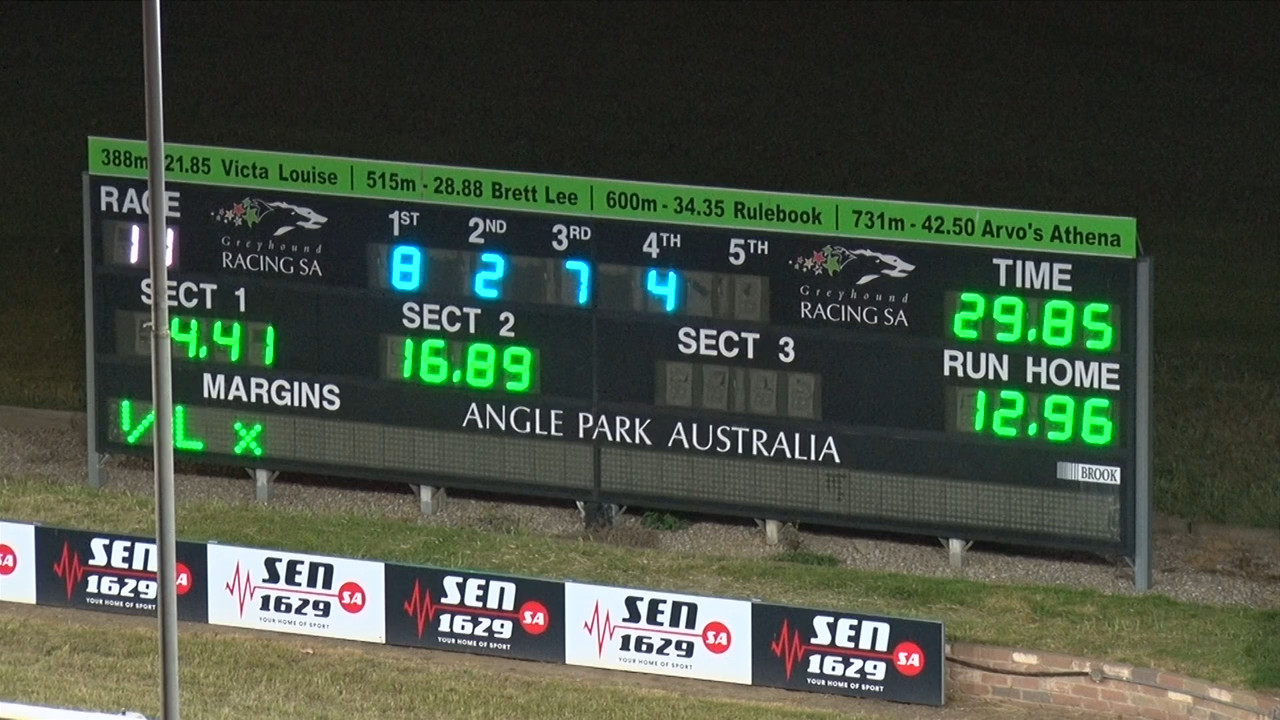 388m 21.85 Victa Louise | 515m - 28.88 Brett Lee | 600m - 34.35 Rulebook | 731m - 42.50 Arvo's Athena
RACE
11
Greyhound
RACING SA
1ST 2ND 3RD 4TH 5TH
8 2 7 4
Greyhound
RACING SA
TIME
29.85
SECT 1
4.41
SECT 2
16.89
SECT 3
RUN HOME
12.96
MARGINS
ANGLE PARK AUSTRALIA
BROOK
SA
SEN
1629
SA
YOUR HOME OF SPORT
SEN
1629
SA
YOUR HOME OF SPORT
SEN
1629
SA
YOUR HOME OF SPORT
SEN
1629
SA
YOUR HOME OF SPORT
SEN
1629
SA
YOUR HOME OF SPORT